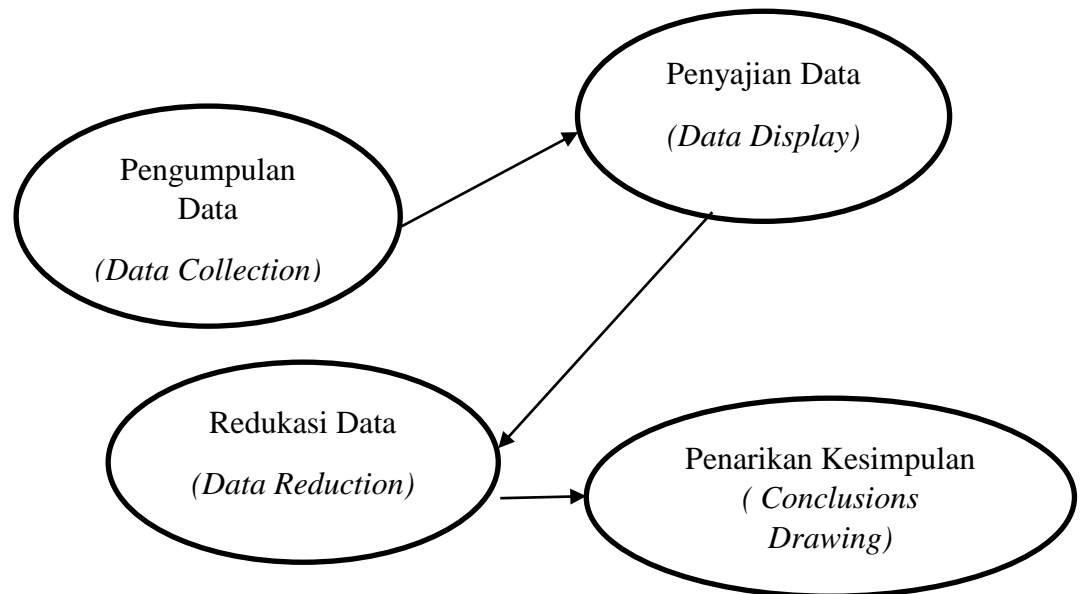 Pengumpulan
Data
(Data Collection)
Penyajian Data
(Data Display)
Redukasi Data
(Data Reduction)
Penarikan Kesimpulan
( Conclusions
Drawing)